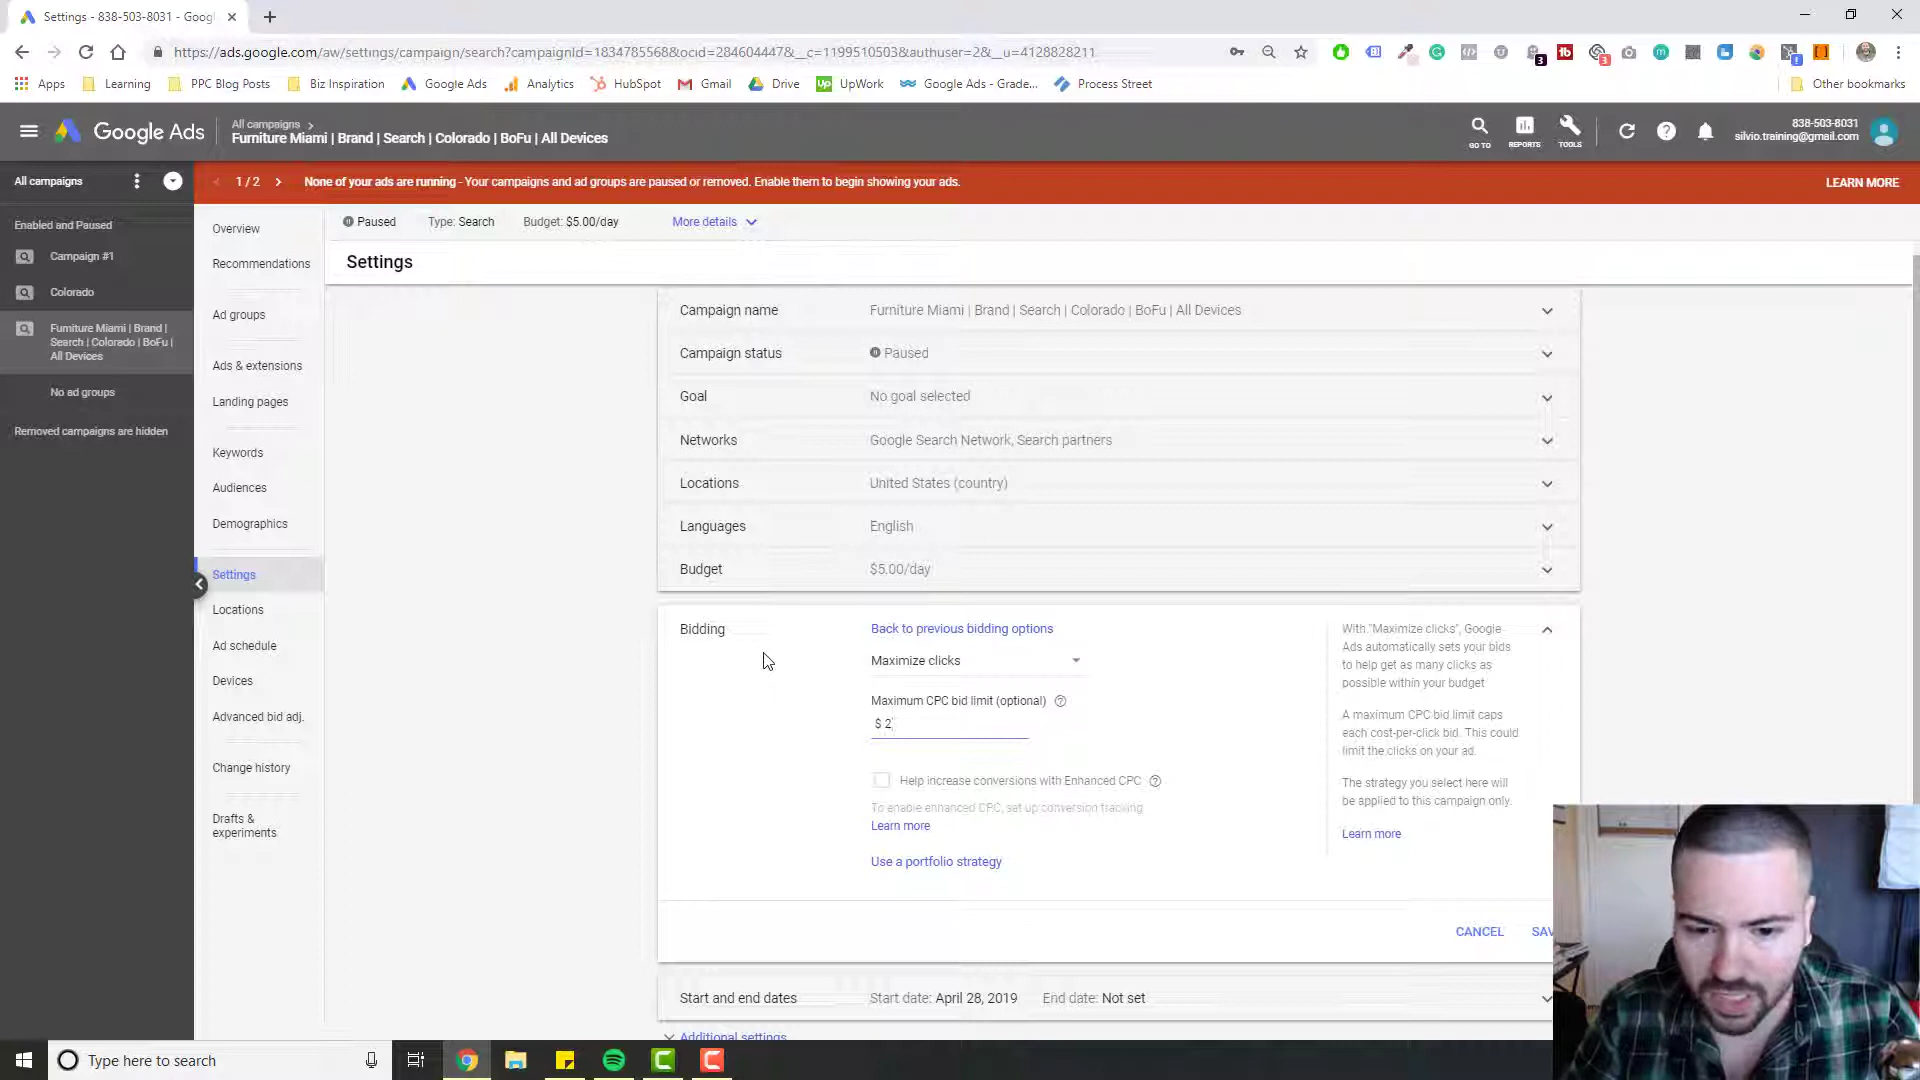 Settings - 838-503-8031 - Goog
https://ads.google.com/aw/settings/campaign/search?campaignId=1834785568&ocid=284604447&__c=1199510503&authuser=2&__u=4128828211
Apps
Learning
PPC Blog Posts
Biz Inspiration
Google Ads
Analytics
HubSpot
Gmail
Drive
Up
UpWork
Google Ads - Grade...
Process Street
Other bookmarks
Google Ads
All campaigns
Furniture Miami | Brand | Search | Colorado | BoFu | All Devices
GO TO
REPORTS
TOOLS
838-503-8031
silvio.training@gmail.com
All campaigns
1 / 2
None of your ads are running - Your campaigns and ad groups are paused or removed. Enable them to begin showing your ads.
LEARN MORE
Enabled and Paused
Campaign #1
Colorado
Furniture Miami | Brand |
Search | Colorado | BoFu |
All Devices
No ad groups
Removed campaigns are hidden
Overview
Recommendations
Ad groups
Ads & extensions
Landing pages
Keywords
Audiences
Demographics
Settings
Locations
Ad schedule
Devices
Advanced bid adj.
Change history
Drafts &
experiments
Paused
Type: Search
Budget: $5.00/day
More details
Settings
Campaign name
Furniture Miami | Brand | Search | Colorado | BoFu | All Devices
Campaign status
Paused
Goal
No goal selected
Networks
Google Search Network, Search partners
Locations
United States (country)
Languages
English
Budget
$5.00/day
Bidding
Back to previous bidding options
Maximize clicks
Maximum CPC bid limit (optional)
$ 2
Help increase conversions with Enhanced CPC
To enable enhanced CPC, set up conversion tracking
Learn more
Use a portfolio strategy
With "Maximize clicks", Google
Ads automatically sets your bids
to help get as many clicks as
possible within your budget
A maximum CPC bid limit caps
each cost-per-click bid. This could
limit the clicks on your ad.
The strategy you select here will
be applied to this campaign only.
Learn more
CANCEL
SAV
Start and end dates
Start date: April 28, 2019
End date: Not set
Additional settings
Type here to search